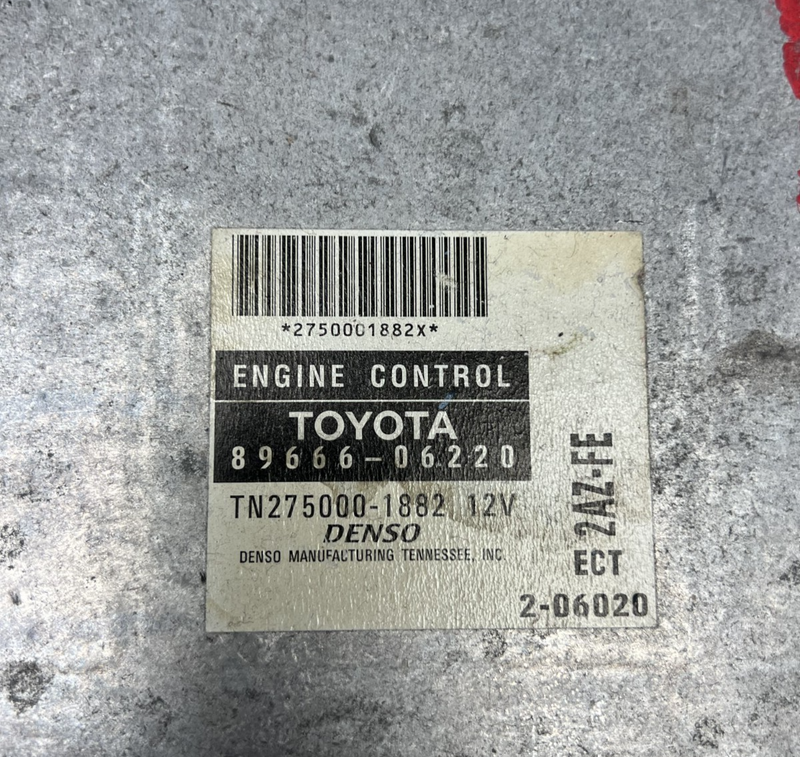 *2750001882X*
ENGINE CONTROL
TOYOTA
89666-06220
TN275000-1882 12V
DENSO
DENSO MANUFACTURING TENNESSEE, INC.
2AZ-FE
ECT
2-06020